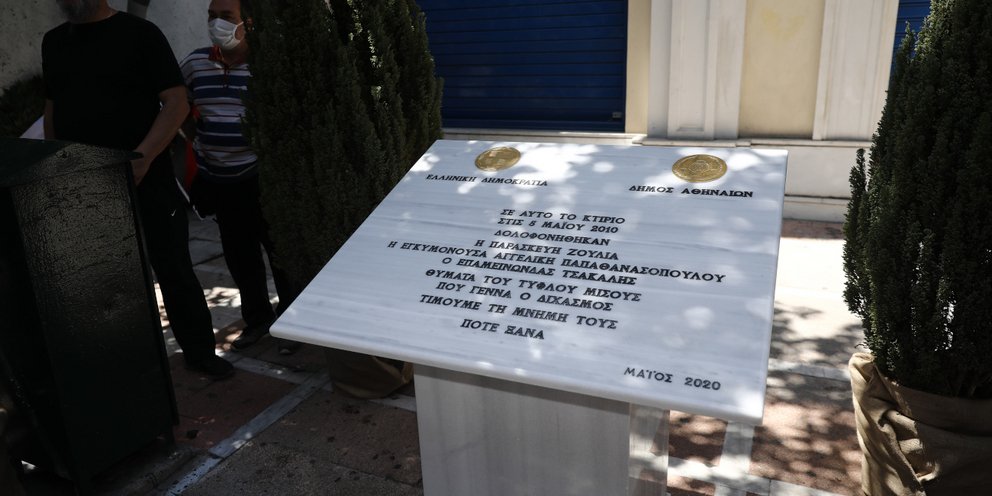 ΕΛΛΗΝΙΚΗ ΔΗΜΟΚΡΑΤΙΑ
ΔΗΜΟΣ ΑΘΗΝΑΙΩΝ
ΣΕ ΑΥΤΟ ΤΟ ΚΤΙΡΙΟ
ΣΤΙΣ 5 ΜΑΪΟΥ 2010
ΔΟΛΟΦΟΝΗΘΗΚΑΝ
Η ΠΑΡΑΣΚΕΥΗ ΖΟΥΛΙΑ
Η ΕΓΚΥΜΟΝΟΥΣΑ ΑΓΓΕΛΙΚΗ ΠΑΠΑΘΑΝΑΣΟΠΟΥΛΟΥ
Ο ΕΠΑΜΕΙΝΩΝΔΑΣ ΤΣΑΚΑΛΗΣ
ΘΥΜΑΤΑ ΤΟΥ ΤΥΦΛΟΥ ΜΙΣΟΥΣ
ΠΟΥ ΓΕΝΝΑ Ο ΔΙΧΑΣΜΟΣ
ΤΙΜΟΥΜΕ ΤΗ ΜΝΗΜΗ ΤΟΥΣ
ΠΟΤΕ ΞΑΝΑ
ΜΑΪΟΣ 2020